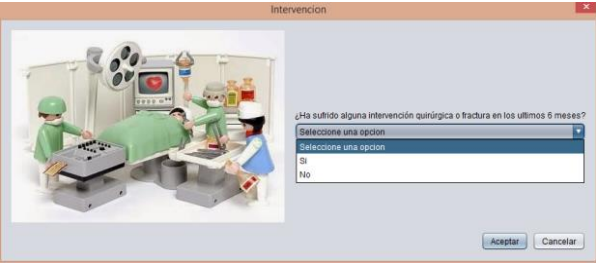 Intervencion
¿Ha sufrido alguna intervención quirúrgica o fractura en los ultimos 6 meses?
Seleccione una opcion
Seleccione una opcion
Si
No
Aceptar Cancelar